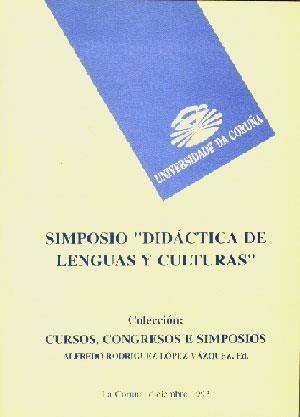 UNIVERSIDADE DA CORUÑA
SIMPOSIO "DIDÁCTICA DE
LENGUAS Y CULTURAS"
Colección:
CURSOS, CONGRESOS E SIMPOSIOS
ALFREDO RODRÍGUEZ LÓPEZ VÁZQUEZ, Ed.
La Coruña diciembre